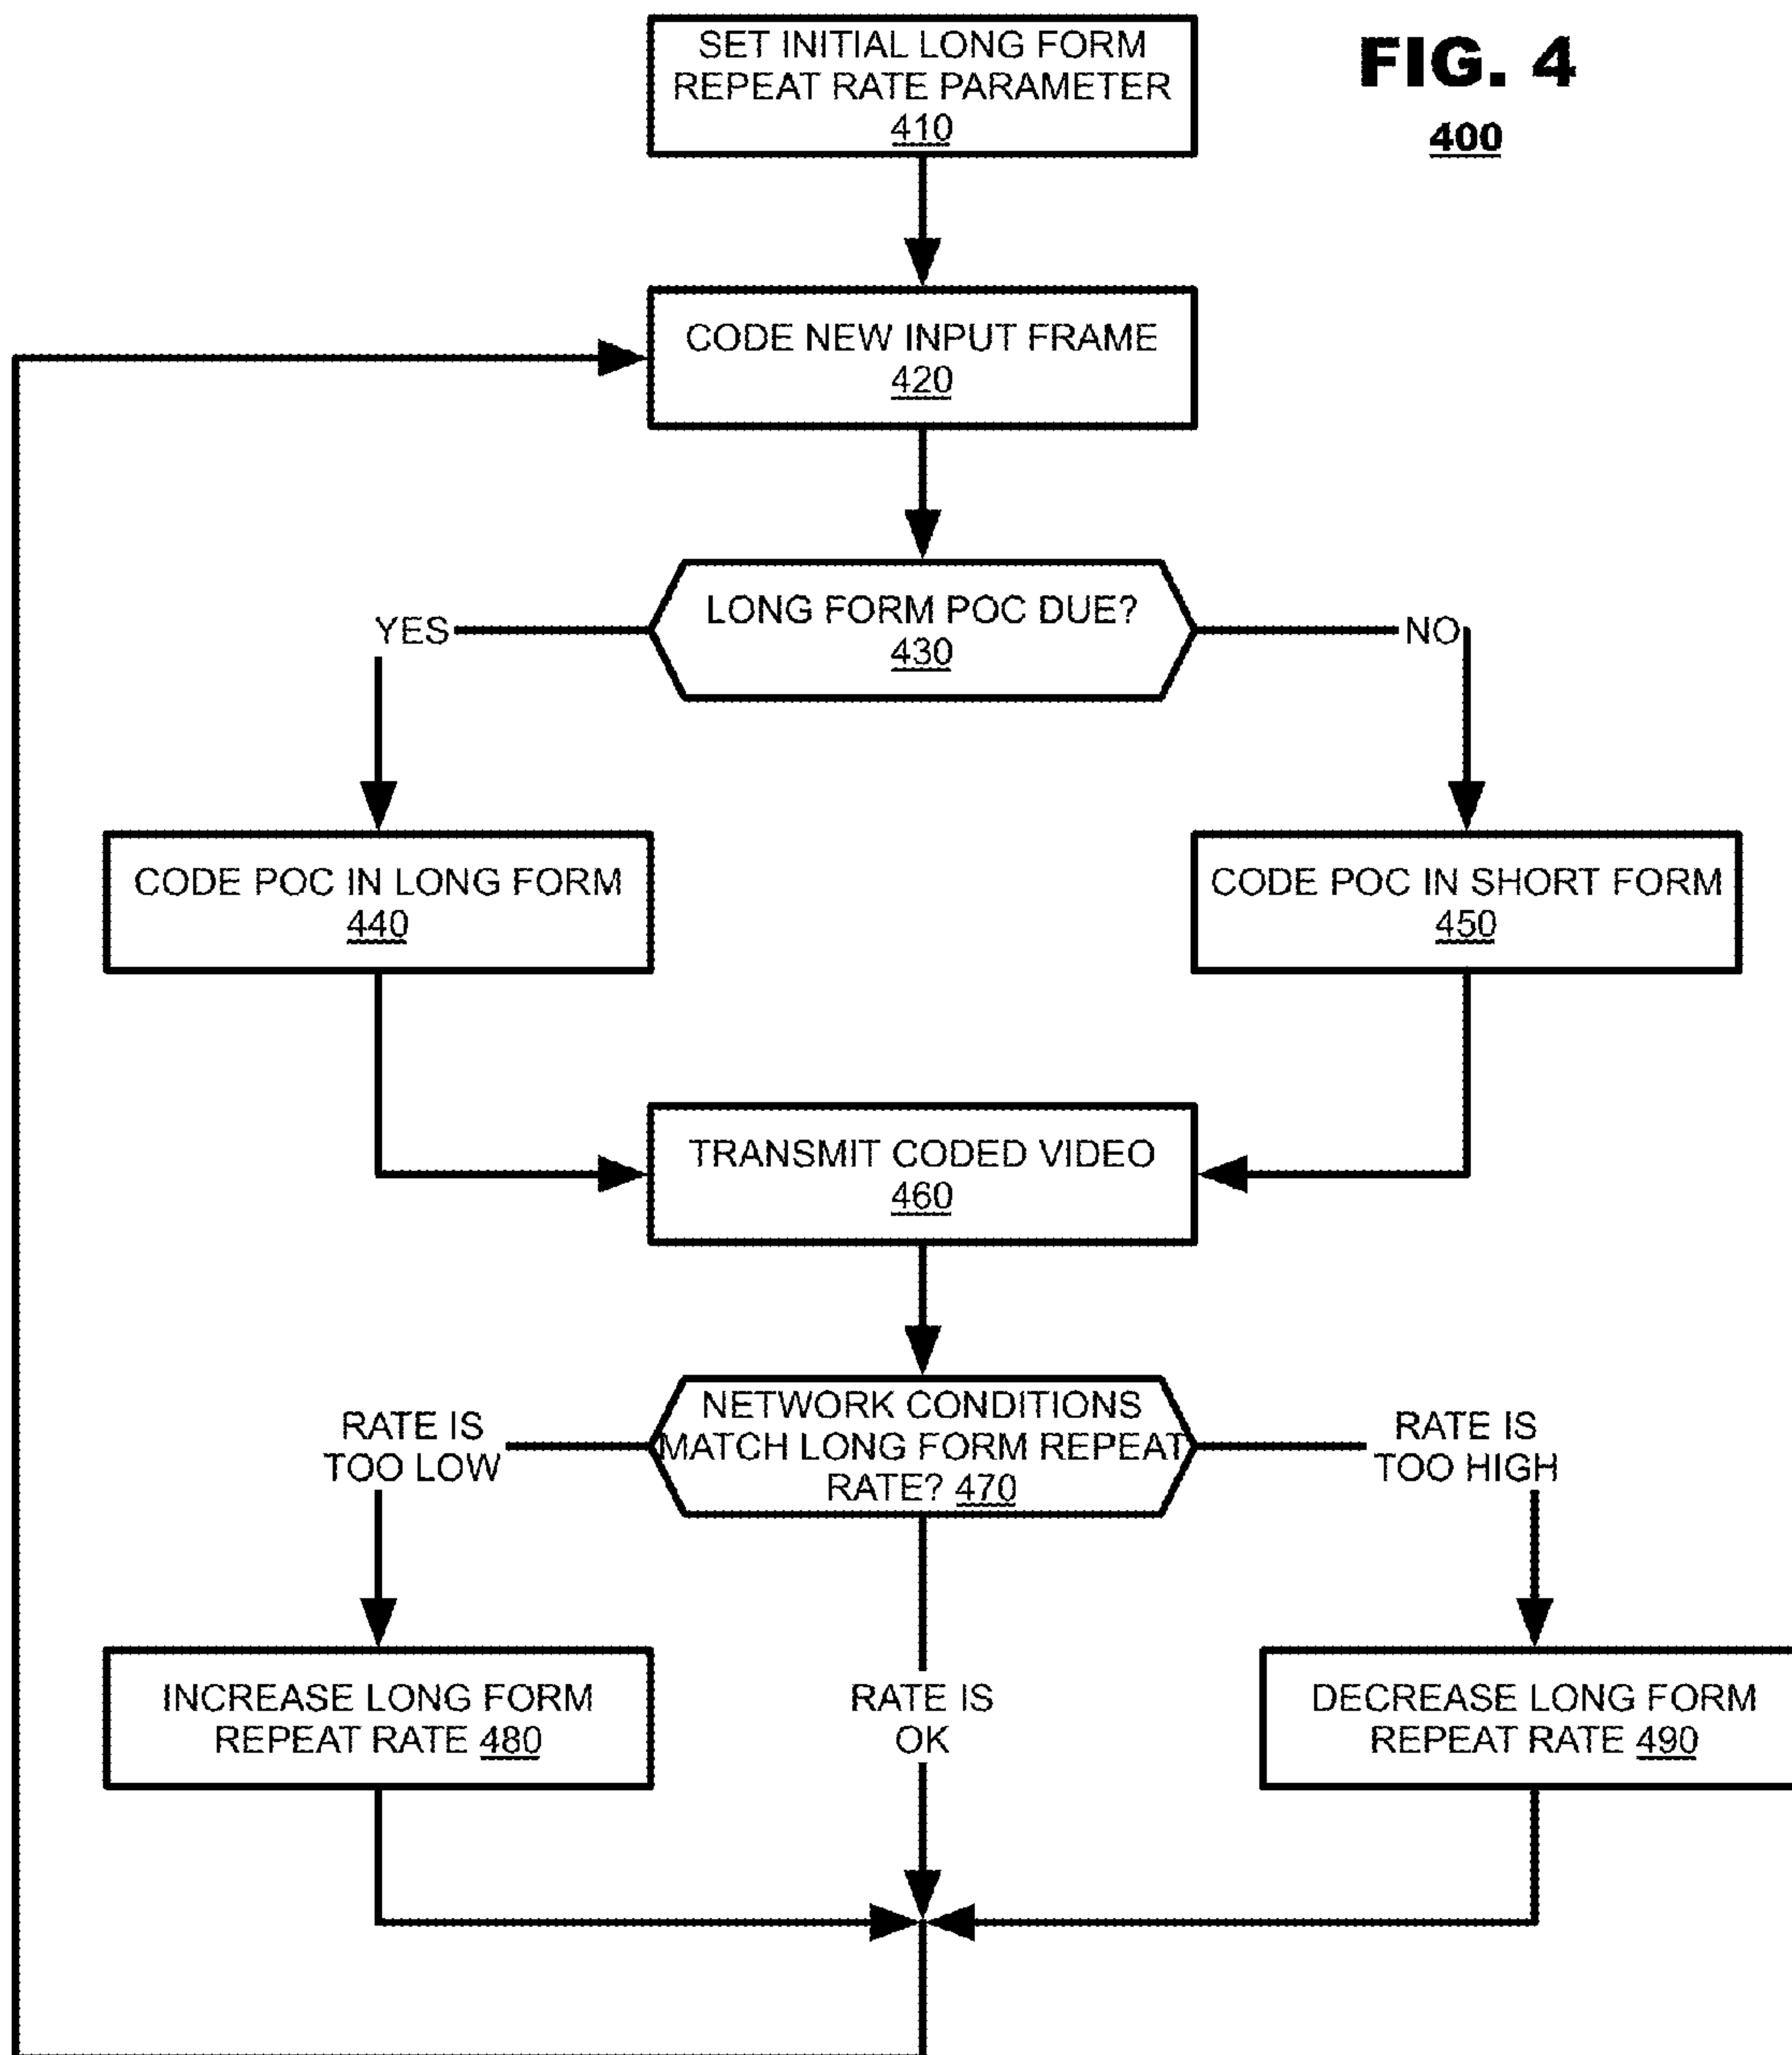 SET INITIAL LONG FORM
REPEAT RATE PARAMETER
410
FIG. 4
400
CODE NEW INPUT FRAME
420
LONG FORM POC DUE?
430
YES
NO
CODE POC IN LONG FORM
440
CODE POC IN SHORT FORM
450
TRANSMIT CODED VIDEO
460
NETWORK CONDITIONS
MATCH LONG FORM REPEAT
RATE? 470
RATE IS
TOO LOW
RATE IS
TOO HIGH
INCREASE LONG FORM
REPEAT RATE 480
RATE IS
OK
DECREASE LONG FORM
REPEAT RATE 490